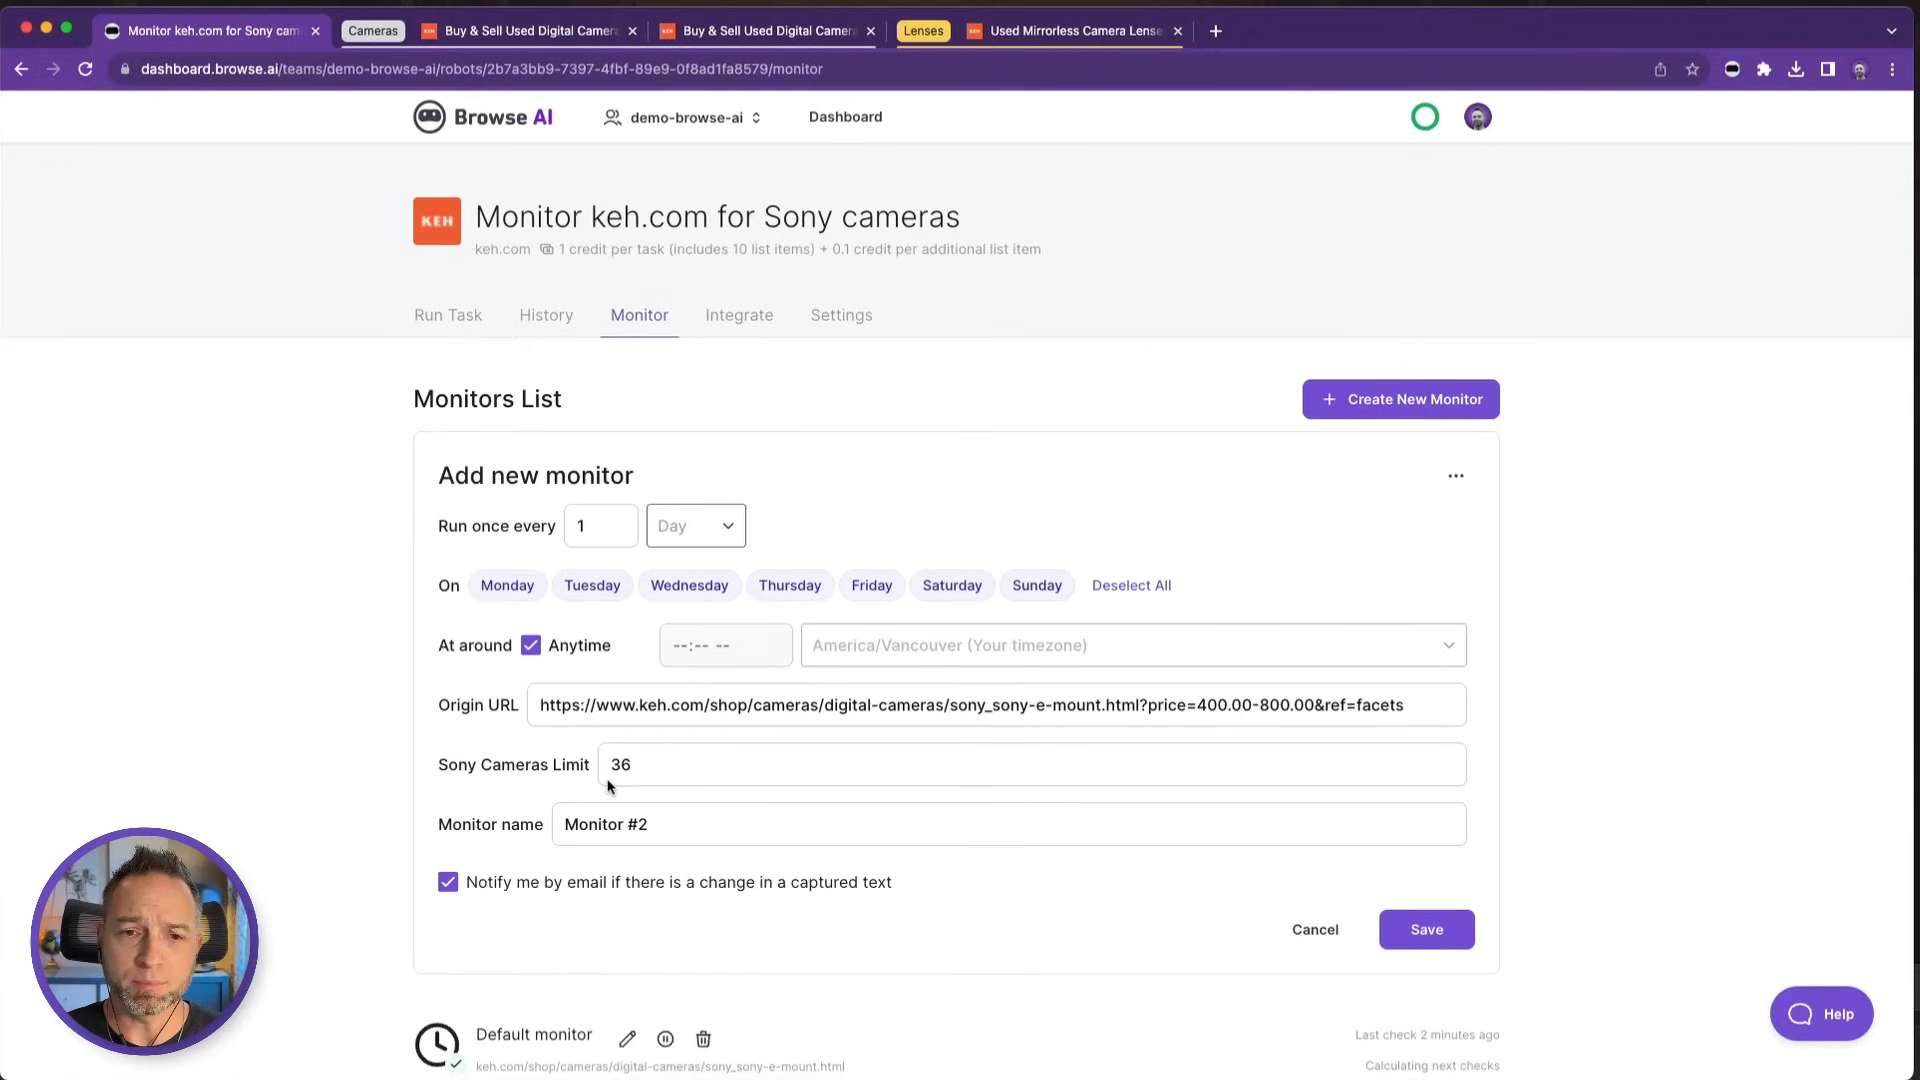 Monitor keh.com for Sony cam
Cameras
Buy & Sell Used Digital Camera
Buy & Sell Used Digital Camera
Lenses
Used Mirrorless Camera Lense
dashboard.browse.ai/teams/demo-browse-ai/robots/2b7a3bb9-7397-4fbf-89e9-0f8ad1fa8579/monitor
Browse AI
demo-browse-ai
Dashboard
KEH
Monitor keh.com for Sony cameras
keh.com 1 credit per task (includes 10 list items) + 0.1 credit per additional list item
Run Task
History
Monitor
Integrate
Settings
Monitors List
+ Create New Monitor
Add new monitor
Run once every 1 Day
On Monday Tuesday Wednesday Thursday Friday Saturday Sunday Deselect All
At around Anytime --:-- -- America/Vancouver (Your timezone)
Origin URL https://www.keh.com/shop/cameras/digital-cameras/sony_sony-e-mount.html?price=400.00-800.00&ref=facets
Sony Cameras Limit 36
Monitor name Monitor #2
Notify me by email if there is a change in a captured text
Cancel
Save
Default monitor
Last check 2 minutes ago
keh.com/shop/cameras/digital-cameras/sony_sony-e-mount.html
Calculating next checks
Help